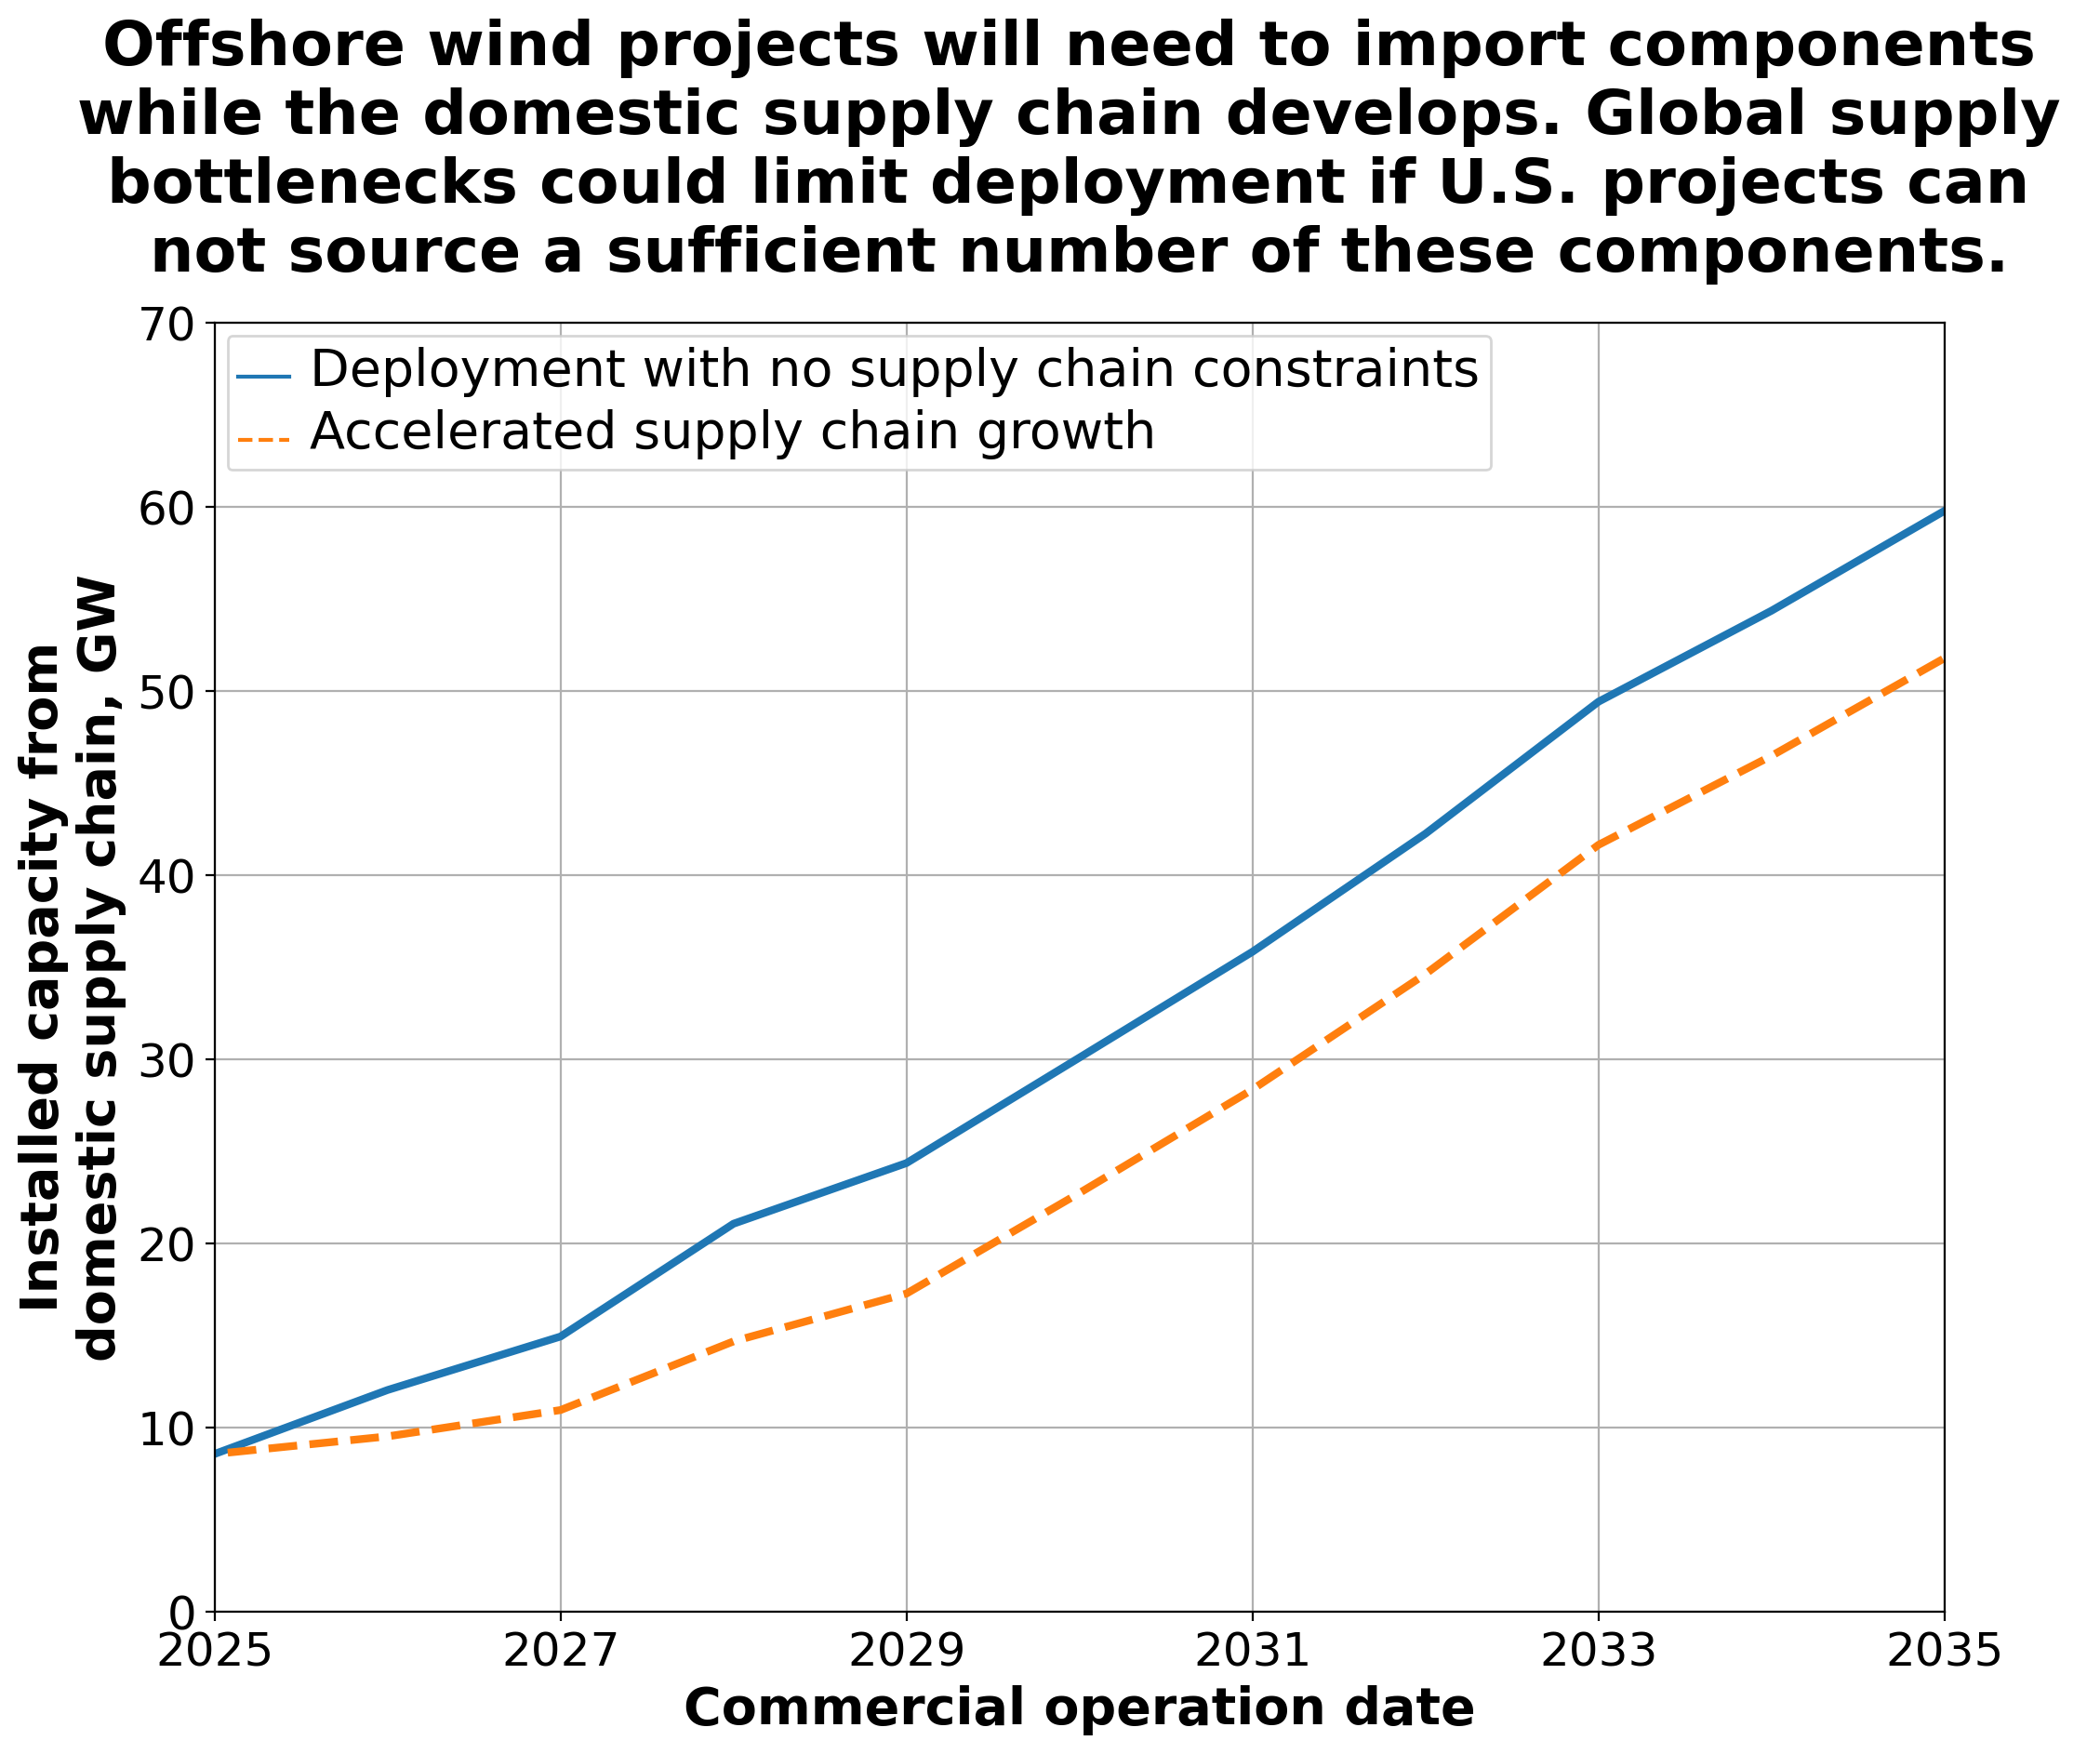 Offshore wind projects will need to import components
while the domestic supply chain develops. Global supply
bottlenecks could limit deployment if U.S. projects can
not source a sufficient number of these components.
70
60
50
40
30
20
10
0
Deployment with no supply chain constraints
Accelerated supply chain growth
Installed capacity from
domestic supply chain, GW
2025
2027
2029
2031
2033
2035
Commercial operation date